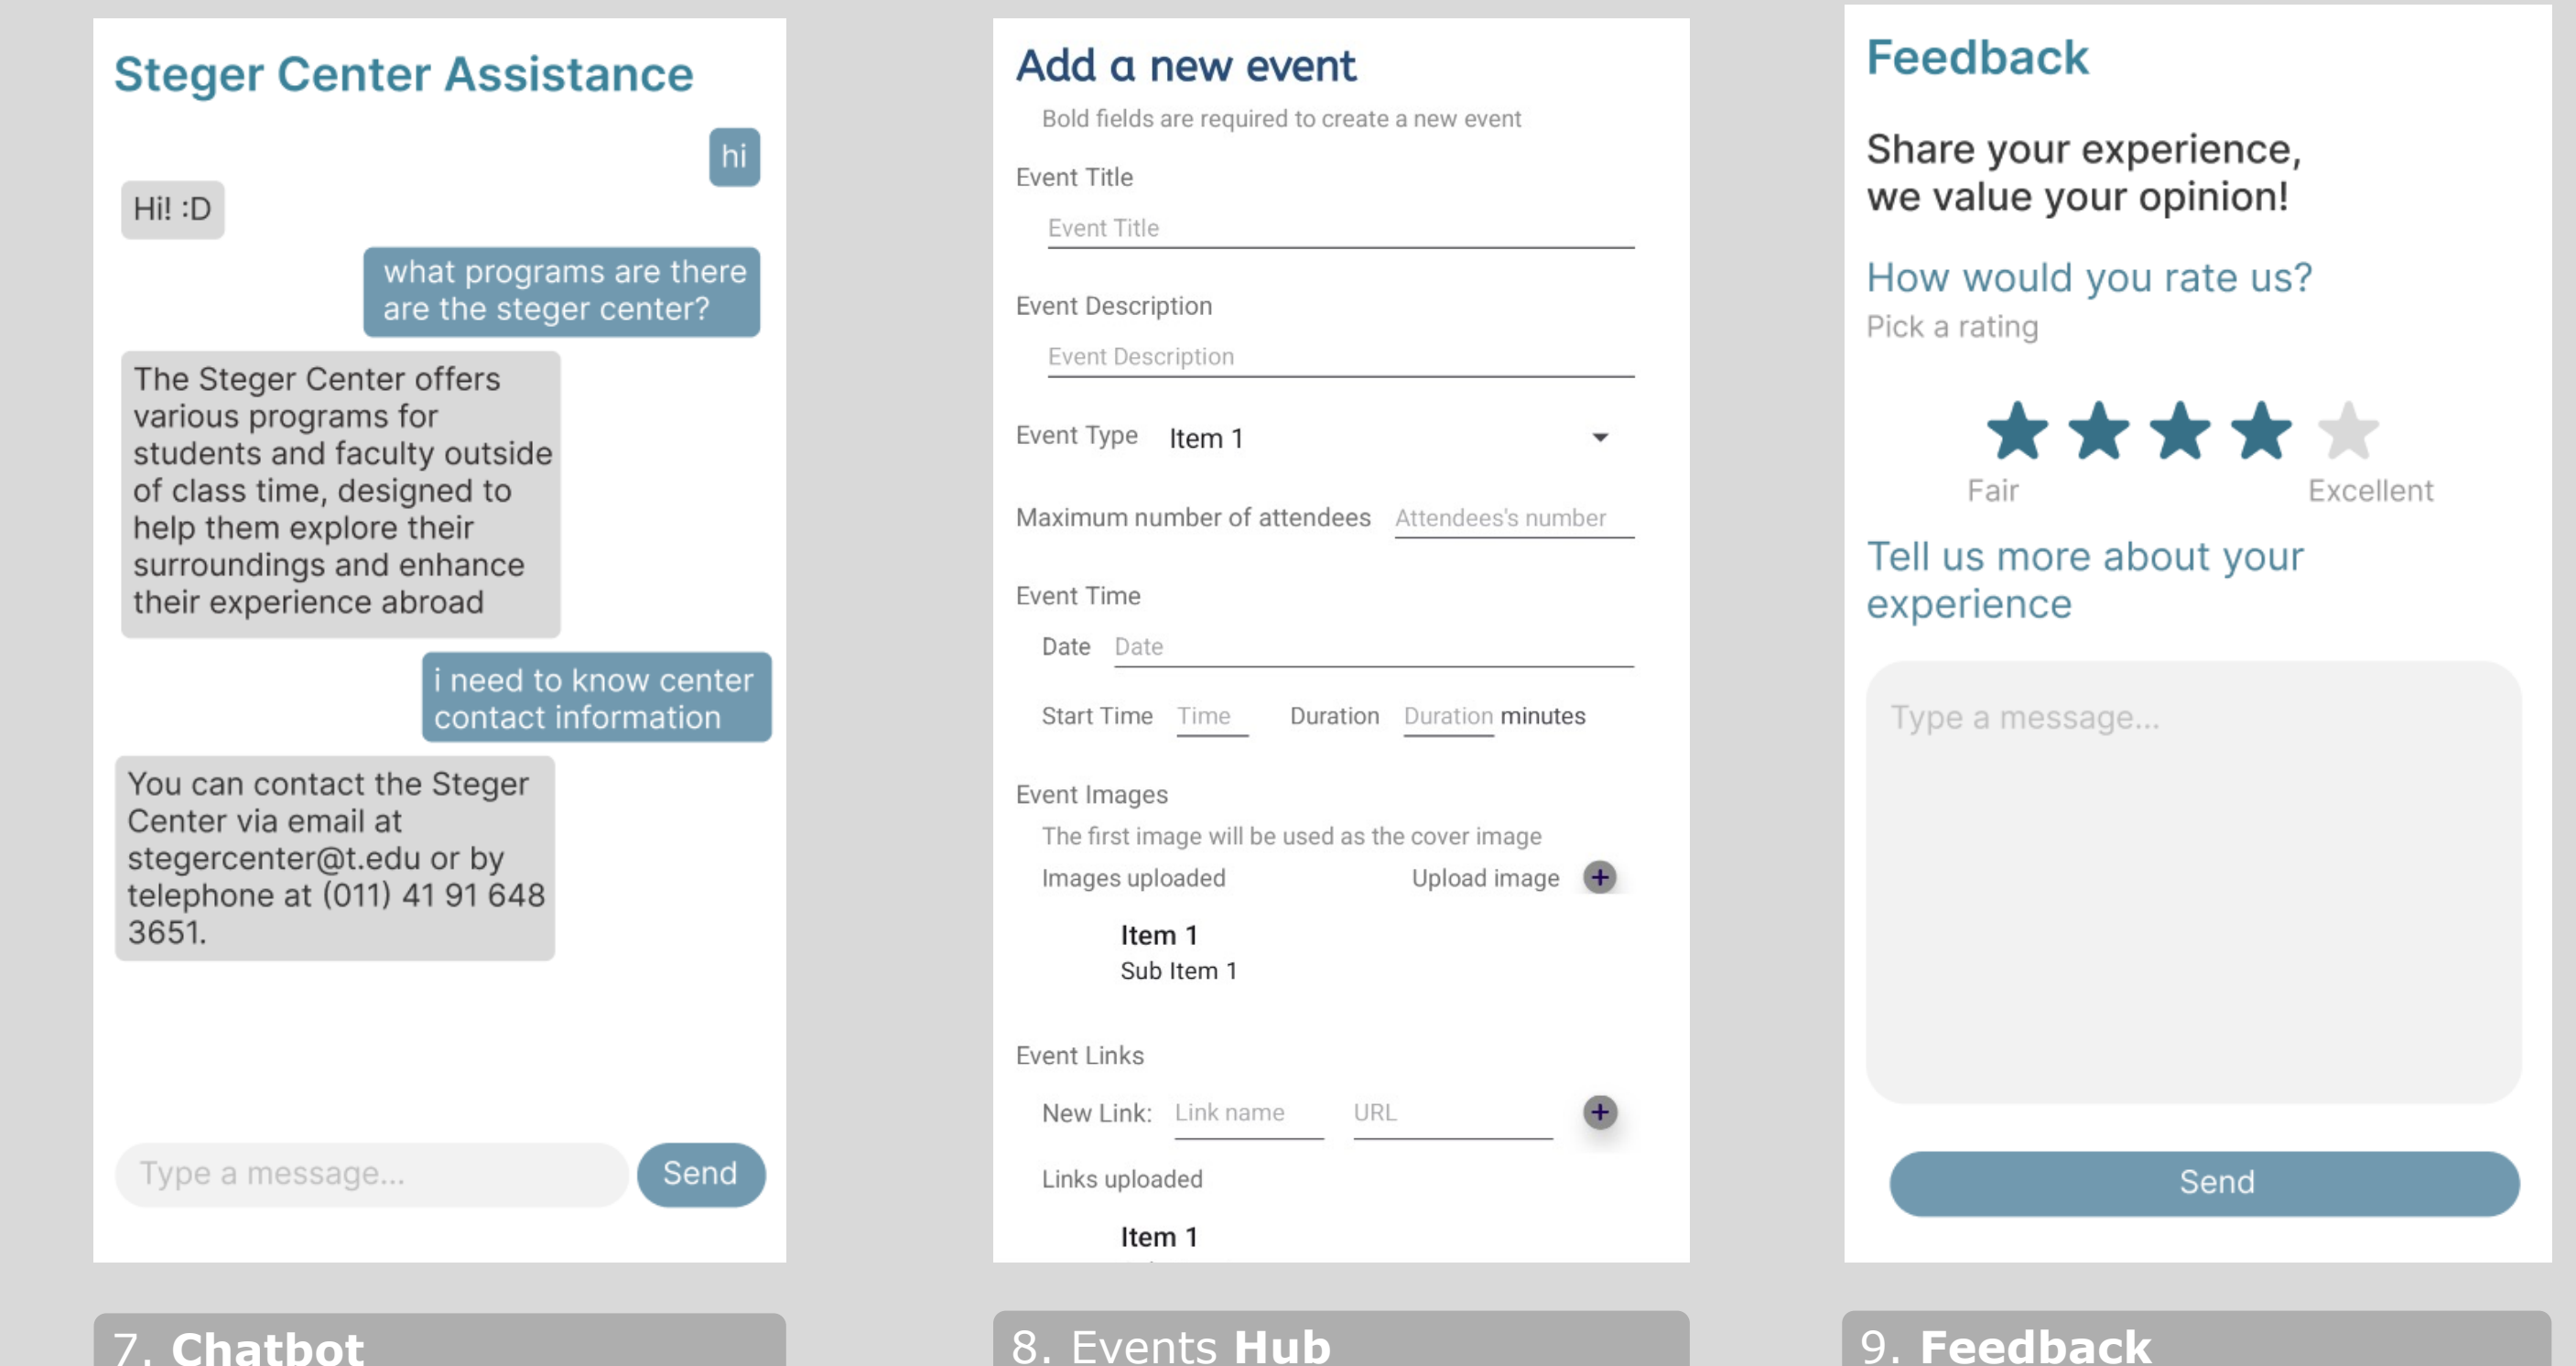 Steger Center Assistance
hi
Hi! :D
what programs are there
are the steger center?
The Steger Center offers
various programs for
students and faculty outside
of class time, designed to
help them explore their
surroundings and enhance
their experience abroad
i need to know center
contact information
You can contact the Steger
Center via email at
stegercenter@t.edu or by
telephone at (011) 41 91 648
3651.
Type a message...
Send
7. Chatbot
Add a new event
Bold fields are required to create a new event
Event Title
Event Title
Event Description
Event Description
Event Type Item 1
Maximum number of attendees Attendees's number
Event Time
Date Date
Start Time Time Duration Duration minutes
Event Images
The first image will be used as the cover image
Images uploaded Upload image +
Item 1
Sub Item 1
Event Links
New Link: Link name URL +
Links uploaded
Item 1
8. Events Hub
Feedback
Share your experience,
we value your opinion!
How would you rate us?
Pick a rating
Fair Excellent
Tell us more about your
experience
Type a message...
Send
9. Feedback